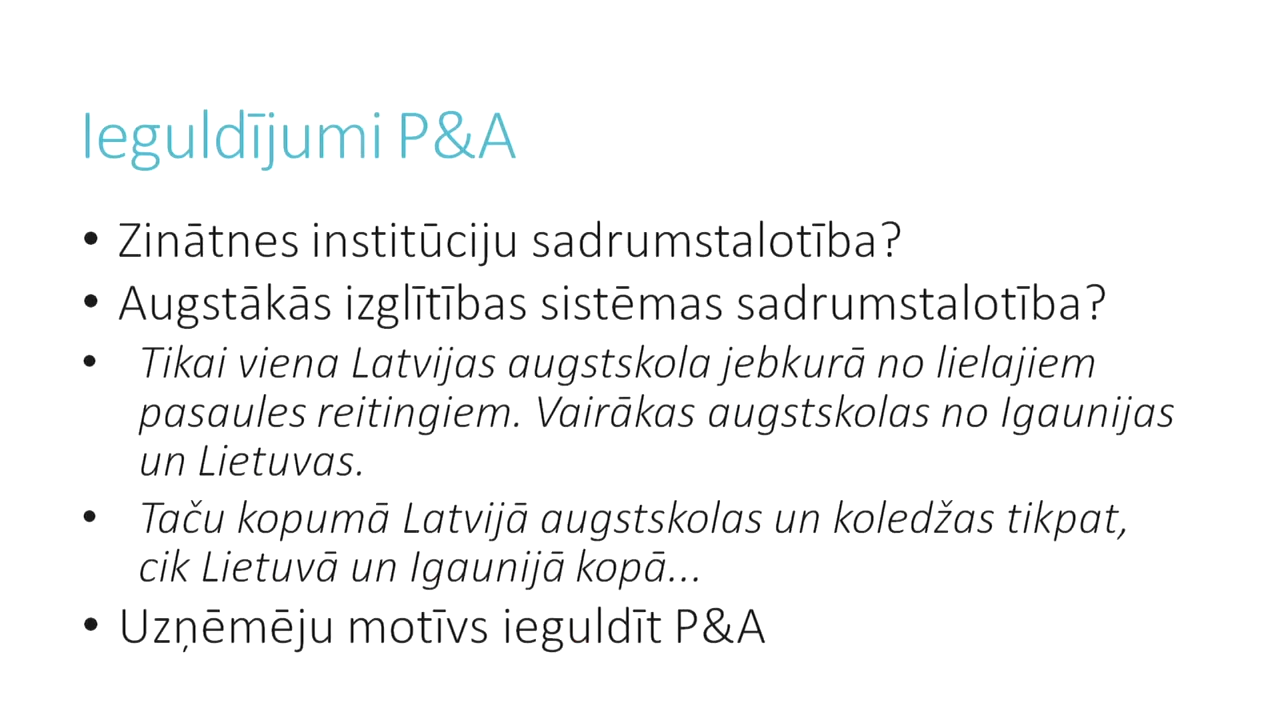 Ieguldījumi P&A
• Zinātnes institūciju sadrumstalotība?
• Augstākās izglītības sistēmas sadrumstalotība?
• Tikai viena Latvijas augstskola jebkurā no lielajiem
pasaules reitingiem. Vairākas augstskolas no Igaunijas
un Lietuvas.
• Taču kopumā Latvijā augstskolas un koledžas tikpat,
cik Lietuvā un Igaunijā kopā...
• Uzņēmēju motīvs ieguldīt P&A